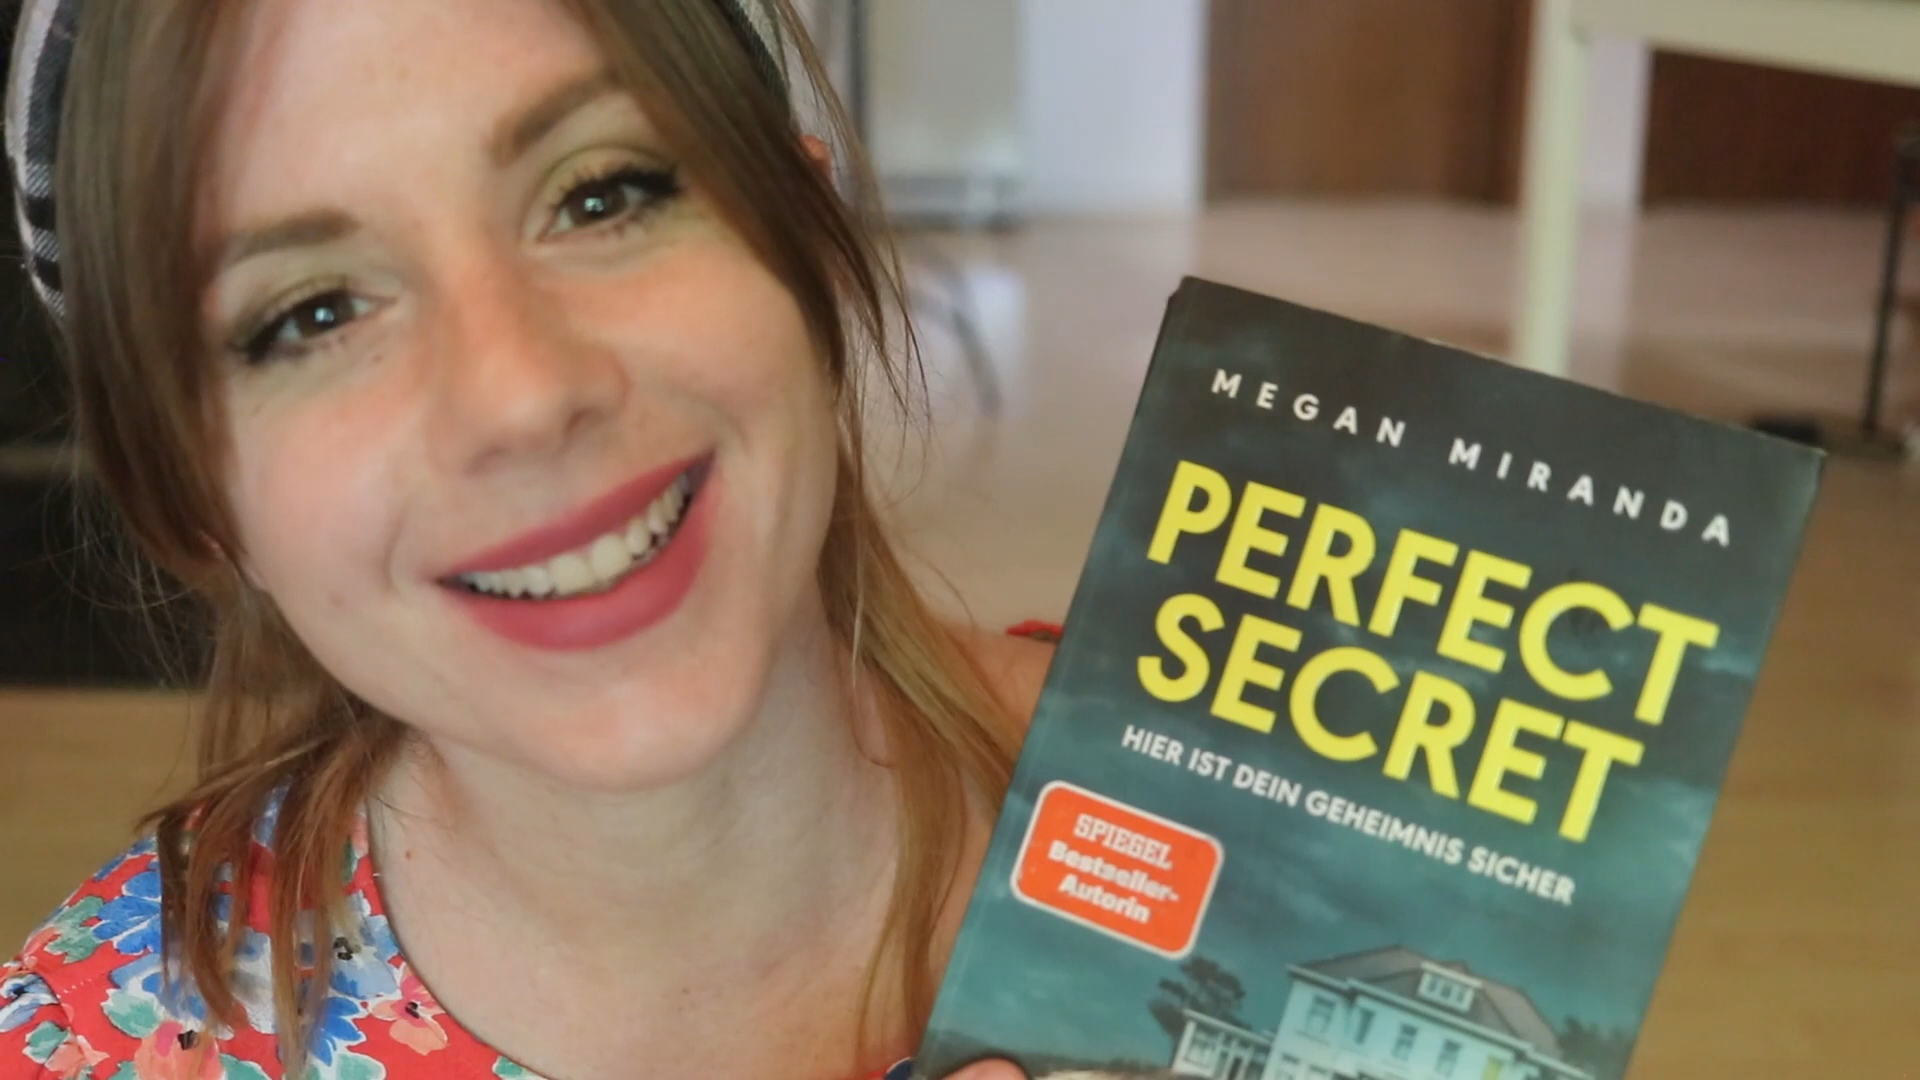 MEGAN MIRANDA
PERFECT
SECRET
HIER IST DEIN GEHEIMNIS SICHER
SPIEGEL
Bestseller-
Autorin